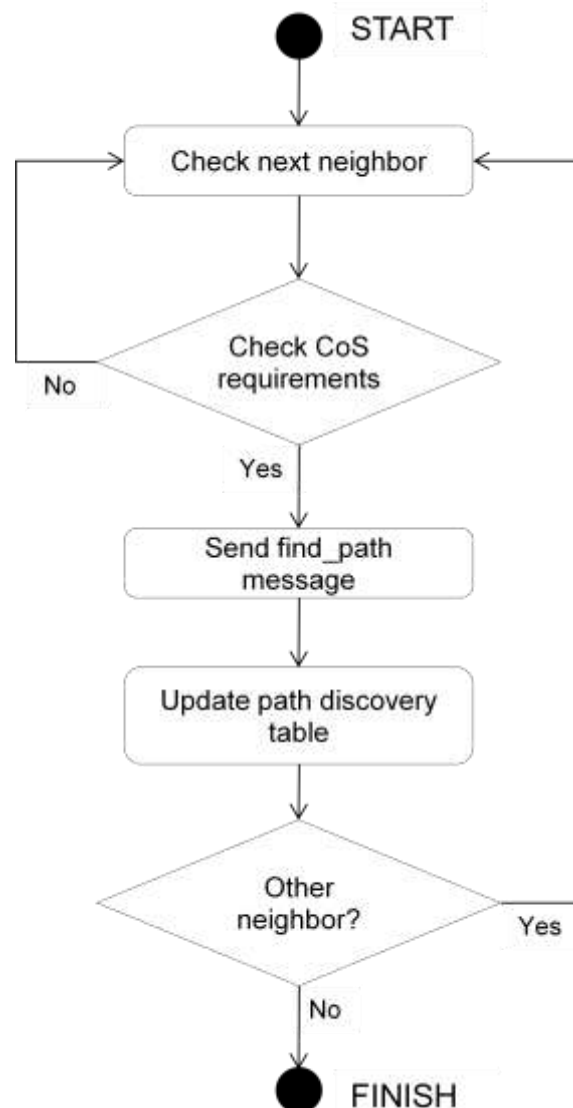 START
Check next neighbor
Check CoS
requirements
No
Yes
Send find_path
message
Update path discovery
table
Other
neighbor?
Yes
No
FINISH